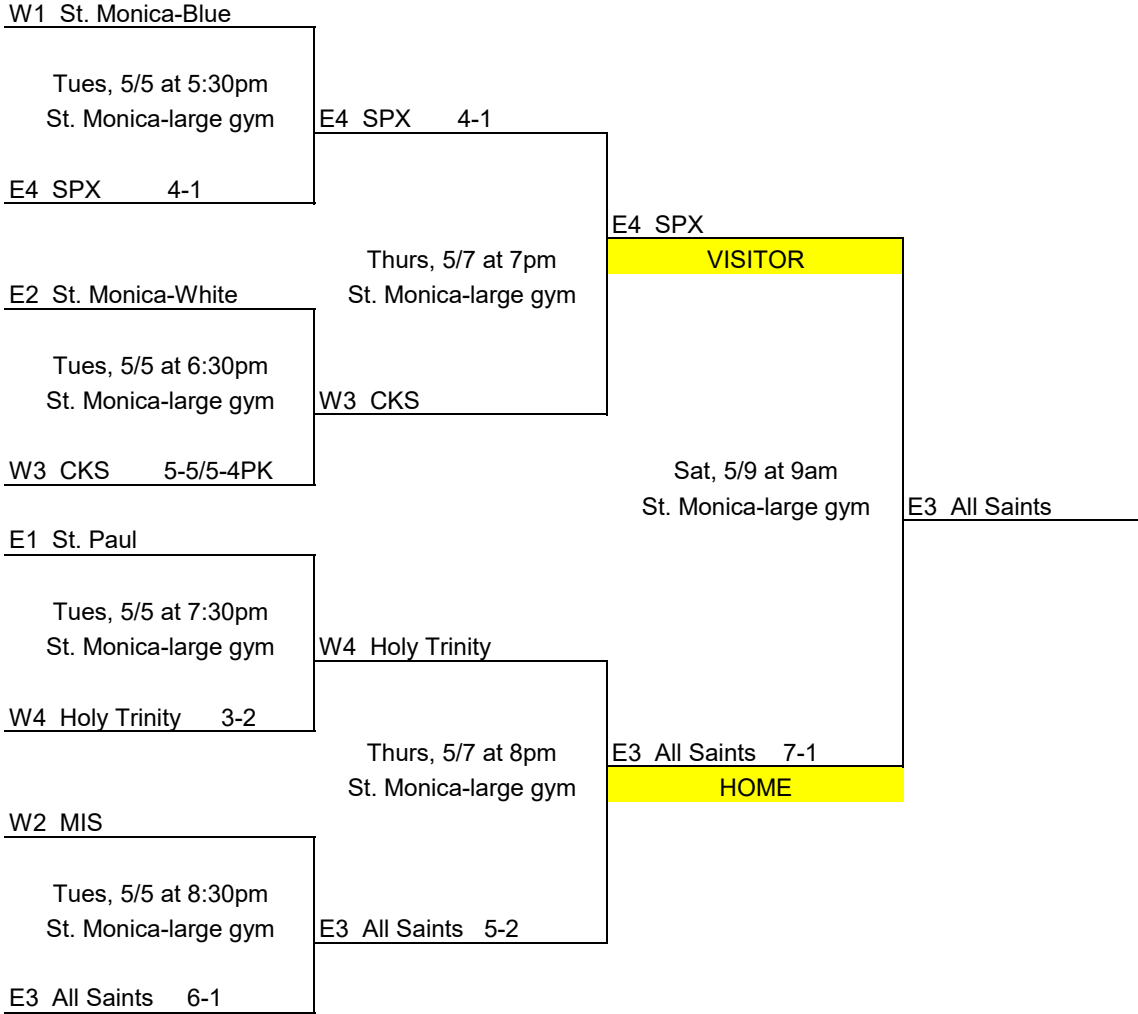 W1 St. Monica-Blue
Tues, 5/5 at 5:30pm
St. Monica-large gym
E4 SPX 4-1
E4 SPX 4-1
E4 SPX
VISITOR
Thurs, 5/7 at 7pm
St. Monica-large gym
E2 St. Monica-White
Tues, 5/5 at 6:30pm
St. Monica-large gym
W3 CKS
W3 CKS 5-5/5-4PK
Sat, 5/9 at 9am
St. Monica-large gym
E3 All Saints
E1 St. Paul
Tues, 5/5 at 7:30pm
St. Monica-large gym
W4 Holy Trinity
W4 Holy Trinity 3-2
Thurs, 5/7 at 8pm
St. Monica-large gym
E3 All Saints 7-1
HOME
W2 MIS
Tues, 5/5 at 8:30pm
St. Monica-large gym
E3 All Saints 5-2
E3 All Saints 6-1